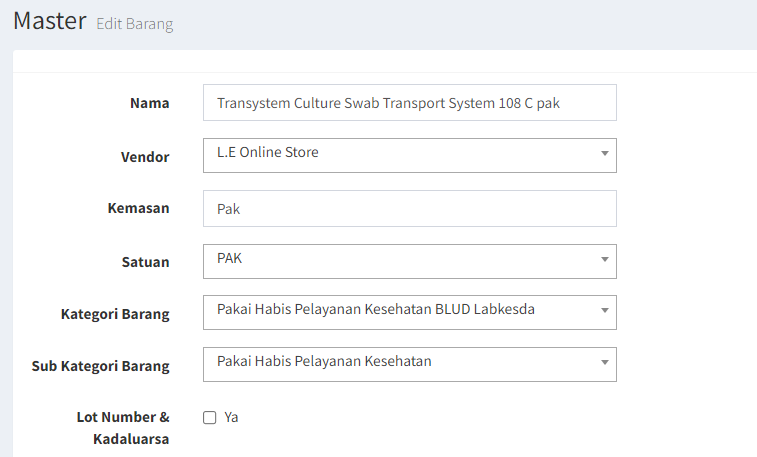 Master Edit Barang
Nama Transystem Culture Swab Transport System 108 C pak
Vendor L.E Online Store
Kemasan Pak
Satuan PAK
Kategori Barang Pakai Habis Pelayanan Kesehatan BLUD Labkesda
Sub Kategori Barang Pakai Habis Pelayanan Kesehatan
Lot Number & Ya
Kadaluarsa